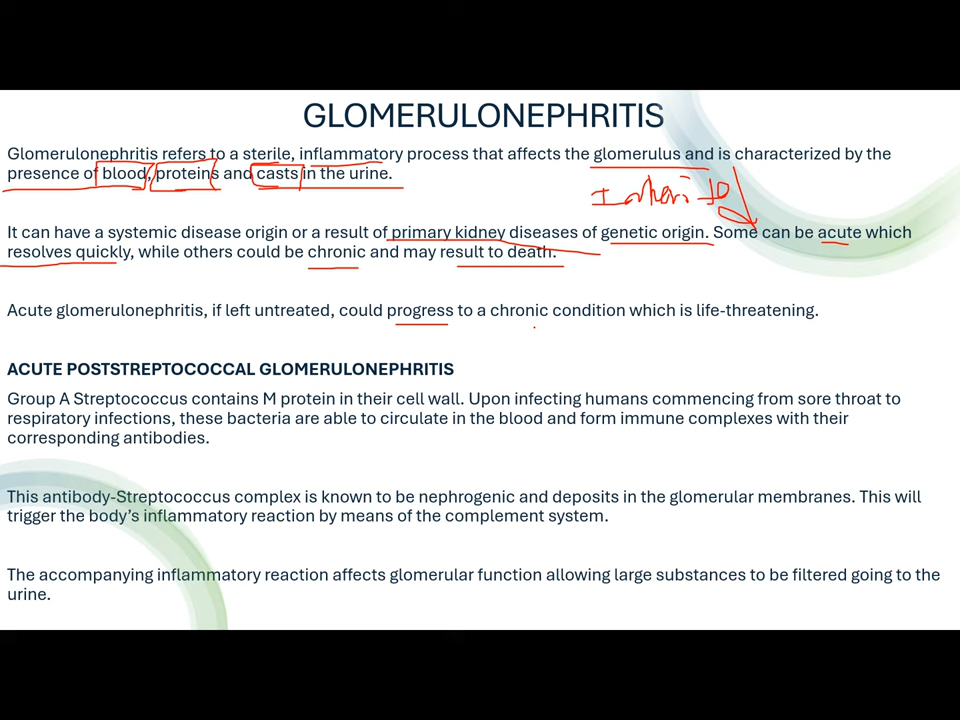 GLOMERULONEPHRITIS
Glomerulonephritis refers to a sterile, inflammatory process that affects the glomerulus and is characterized by the
presence of blood, proteins and casts in the urine.
It can have a systemic disease origin or a result of primary kidney diseases of genetic origin. Some can be acute which
resolves quickly, while others could be chronic and may result to death.
Acute glomerulonephritis, if left untreated, could progress to a chronic condition which is life-threatening.
ACUTE POSTSTREPTOCOCCAL GLOMERULONEPHRITIS
Group A Streptococcus contains M protein in their cell wall. Upon infecting humans commencing from sore throat to
respiratory infections, these bacteria are able to circulate in the blood and form immune complexes with their
corresponding antibodies.
This antibody-Streptococcus complex is known to be nephrogenic and deposits in the glomerular membranes. This will
trigger the body's inflammatory reaction by means of the complement system.
The accompanying inflammatory reaction affects glomerular function allowing large substances to be filtered going to the
urine.